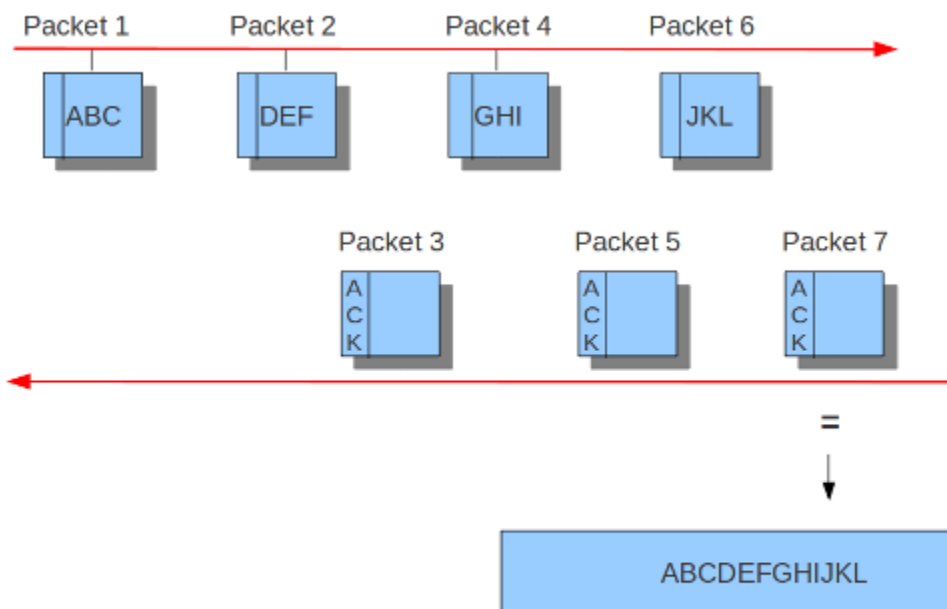 Packet 1 Packet 2 Packet 4 Packet 6
ABC DEF GHI JKL
Packet 3 Packet 5 Packet 7
A A A
C C C
K K K
=
ABCDEFGHIJKL